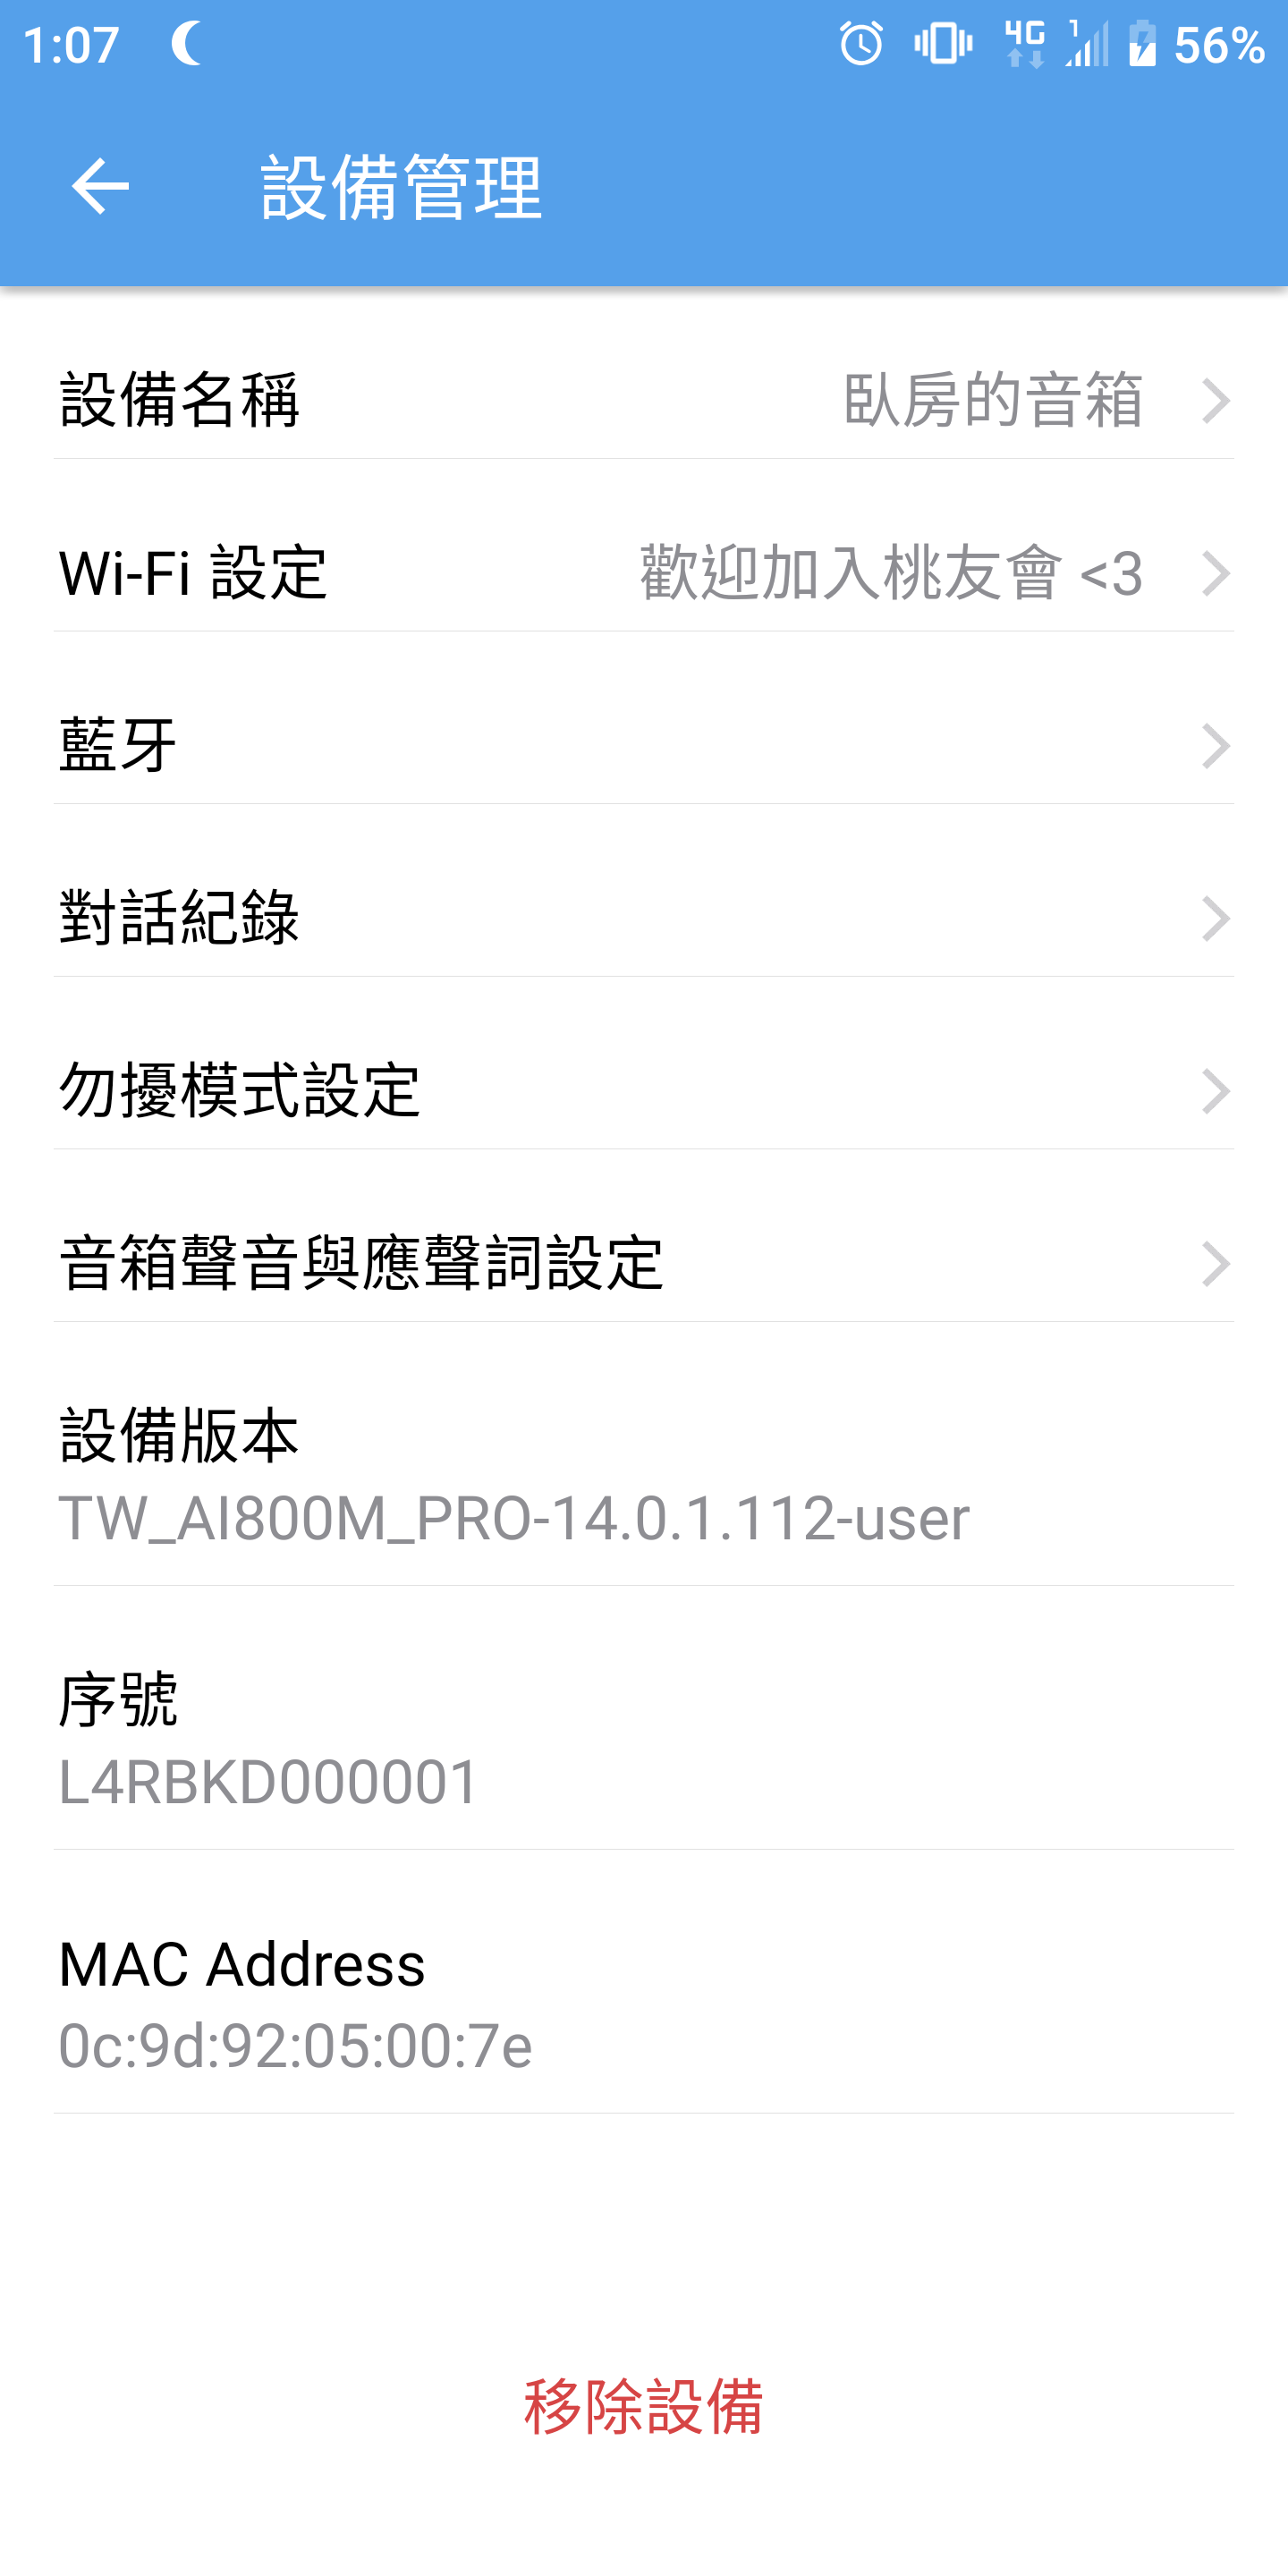 1:07 4G 1 56%
設備管理
設備名稱 臥房的音箱
Wi-Fi 設定 歡迎加入桃友會 <3
藍牙
對話紀錄
勿擾模式設定
音箱聲音與應聲詞設定
設備版本
TW_AI800M_PRO-14.0.1.112-user
序號
L4RBKD000001
MAC Address
0c:9d:92:05:00:7e
移除設備